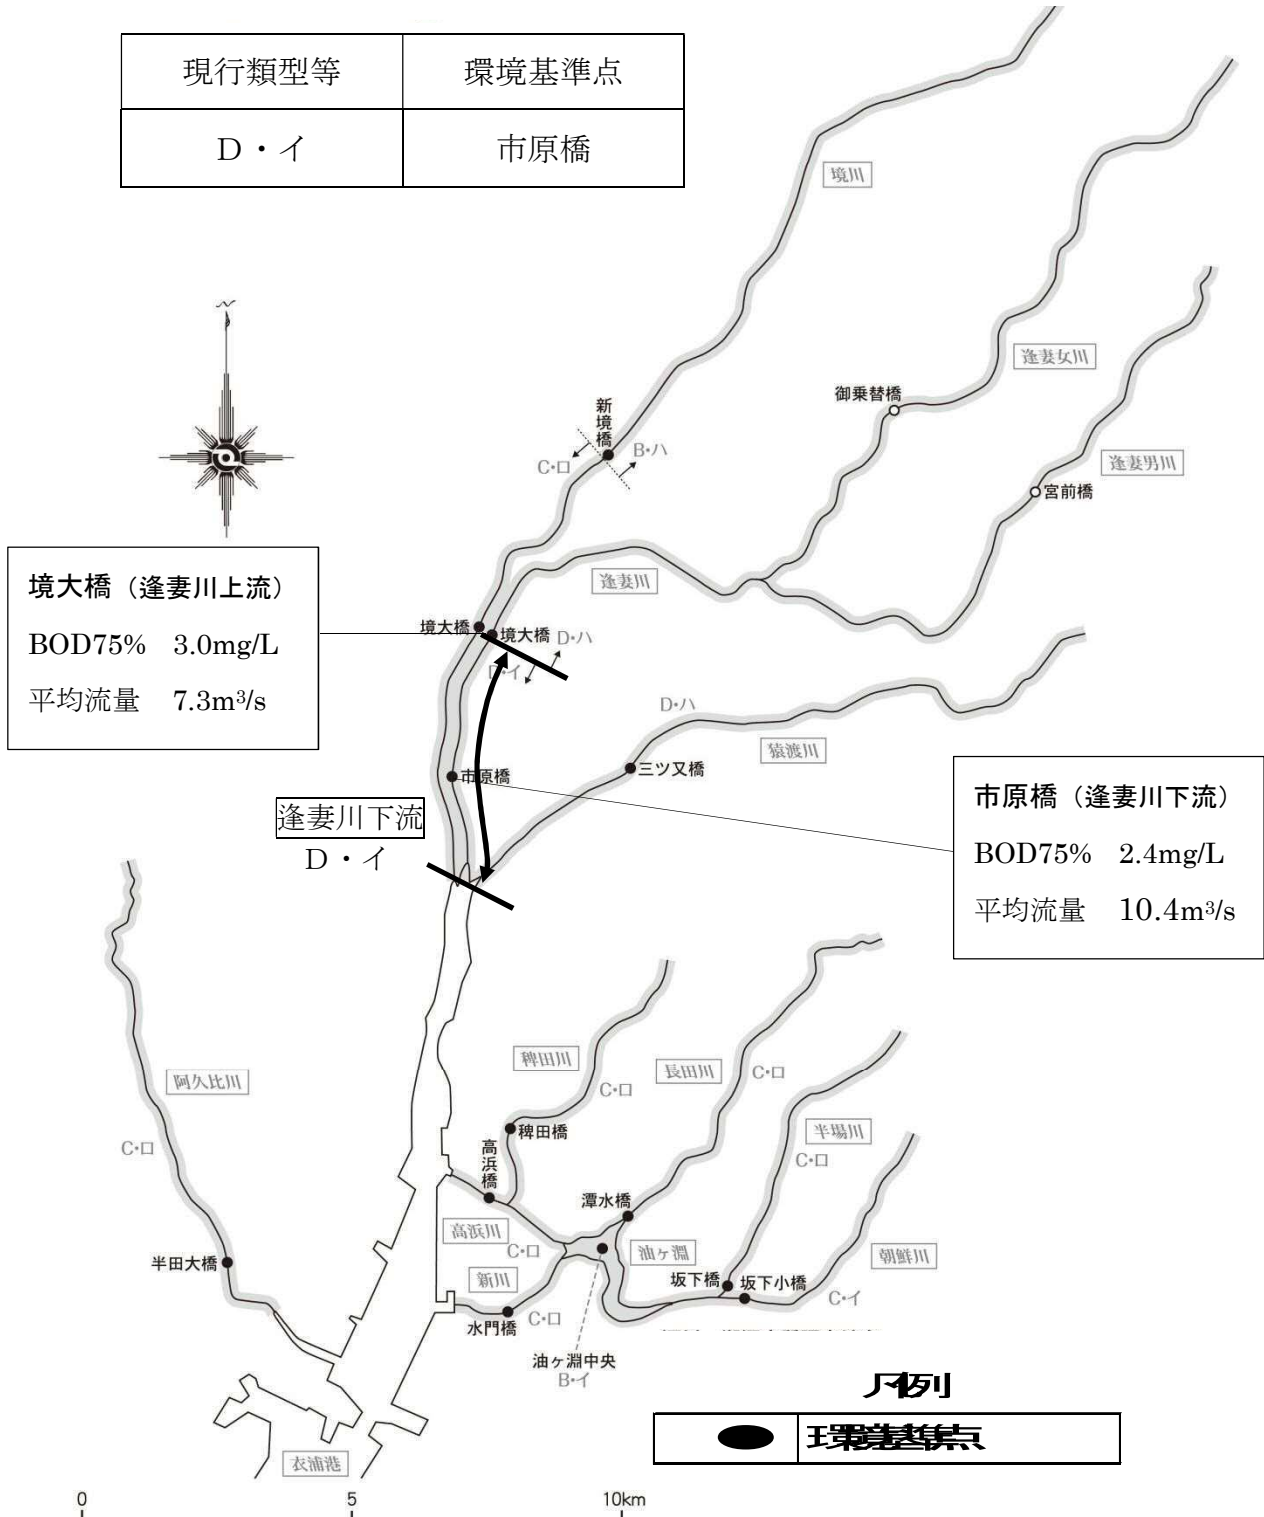 現行類型等 環境基準点
D・イ 市原橋
境川
逢妻女川
御乗替橋
新境橋
B・ハ
C・ロ
逢妻男川
宮前橋
境大橋（逢妻川上流）
BOD75% 3.0mg/L
平均流量 7.3m³/s
逢妻川
境大橋
境大橋
D・ハ
D・イ
D・ハ
猿渡川
三ツ又橋
市原橋
市原橋（逢妻川下流）
BOD75% 2.4mg/L
平均流量 10.4m³/s
逢妻川下流
D・イ
阿久比川
C・ロ
半田大橋
稗田川
C・ロ
稗田橋
長田川
C・ロ
半場川
C・ロ
高浜橋
高浜川
C・ロ
潭水橋
油ヶ淵
朝鮮川
C・イ
坂下橋
坂下小橋
新川
C・ロ
水門橋
油ヶ淵中央
B・イ
衣浦港
凡例
環境基準点
0 5 10km
N